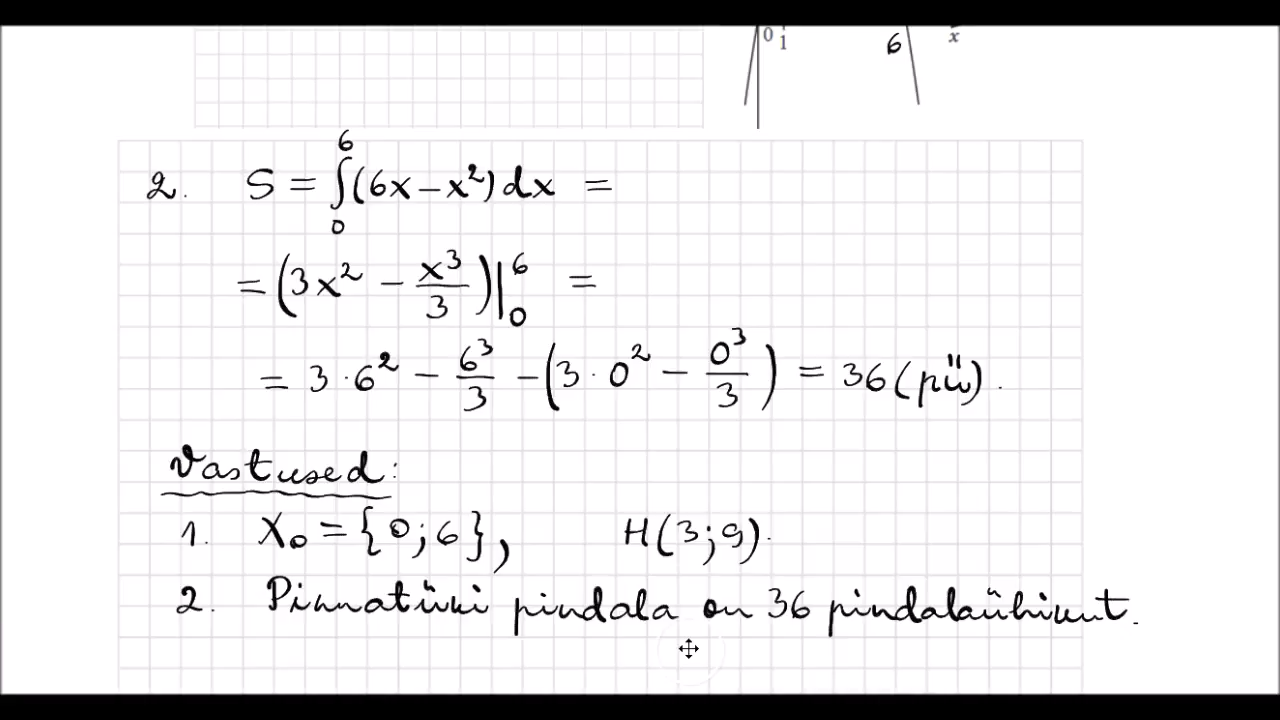 0 1 6 x
2. S = ∫₀⁶ (6x − x²) dx =
= (3x² − x³/3)|₀⁶ =
= 3 · 6² − 6³/3 − (3 · 0² − 0³/3) = 36 (pü).
Vastused:
1. X₀ = {0; 6}, H(3; 9).
2. Pinnatüki pindala on 36 pindalaühikut.